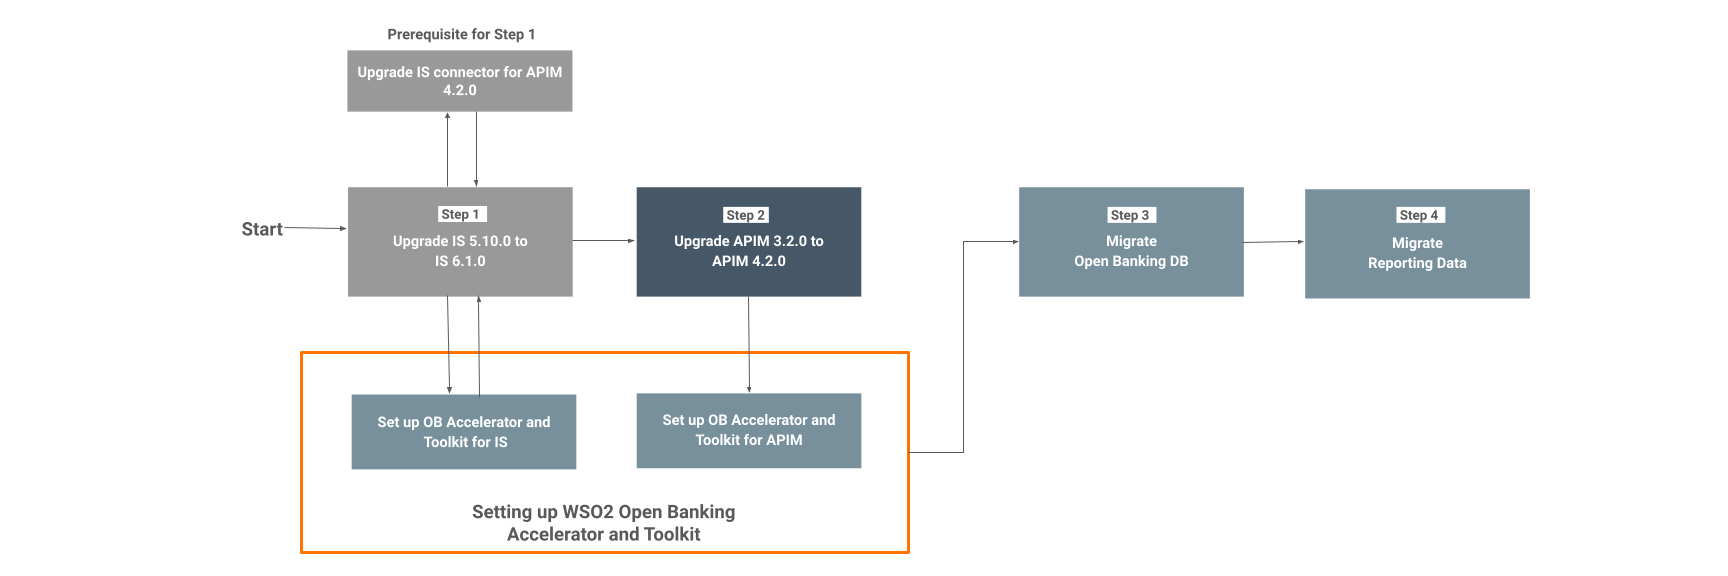 Prerequisite for Step 1
Upgrade IS connector for APIM
4.2.0
Start
Step 1
Upgrade IS 5.10.0 to
IS 6.1.0
Step 2
Upgrade APIM 3.2.0 to
APIM 4.2.0
Step 3
Migrate
Open Banking DB
Step 4
Migrate
Reporting Data
Set up OB Accelerator and
Toolkit for IS
Set up OB Accelerator and
Toolkit for APIM
Setting up WSO2 Open Banking
Accelerator and Toolkit